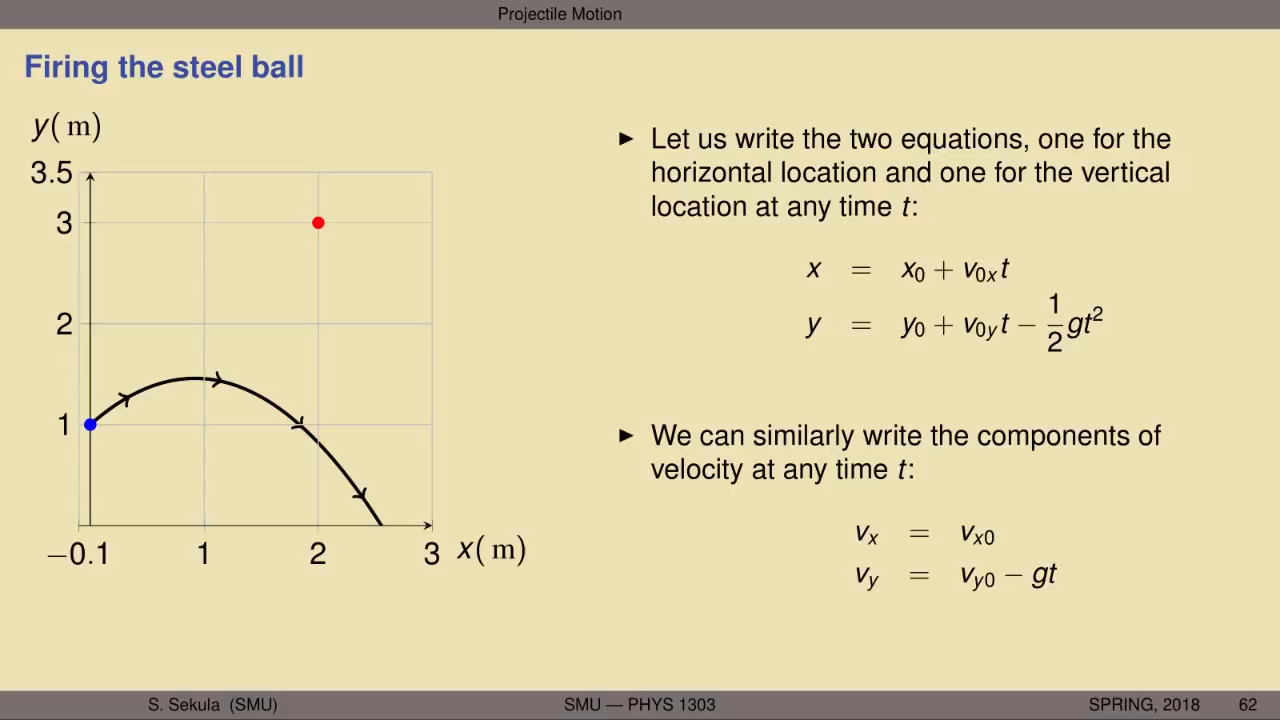 Projectile Motion
Firing the steel ball
y( m)
3.5
3
2
1
−0.1 1 2 3 x( m)
▶ Let us write the two equations, one for the
horizontal location and one for the vertical
location at any time t:
x = x₀ + v₀ₓt
y = y₀ + v₀ᵧt − 1/2 gt²
▶ We can similarly write the components of
velocity at any time t:
vₓ = vₓ₀
vᵧ = vᵧ₀ − gt
S. Sekula (SMU) SMU — PHYS 1303 SPRING, 2018 62